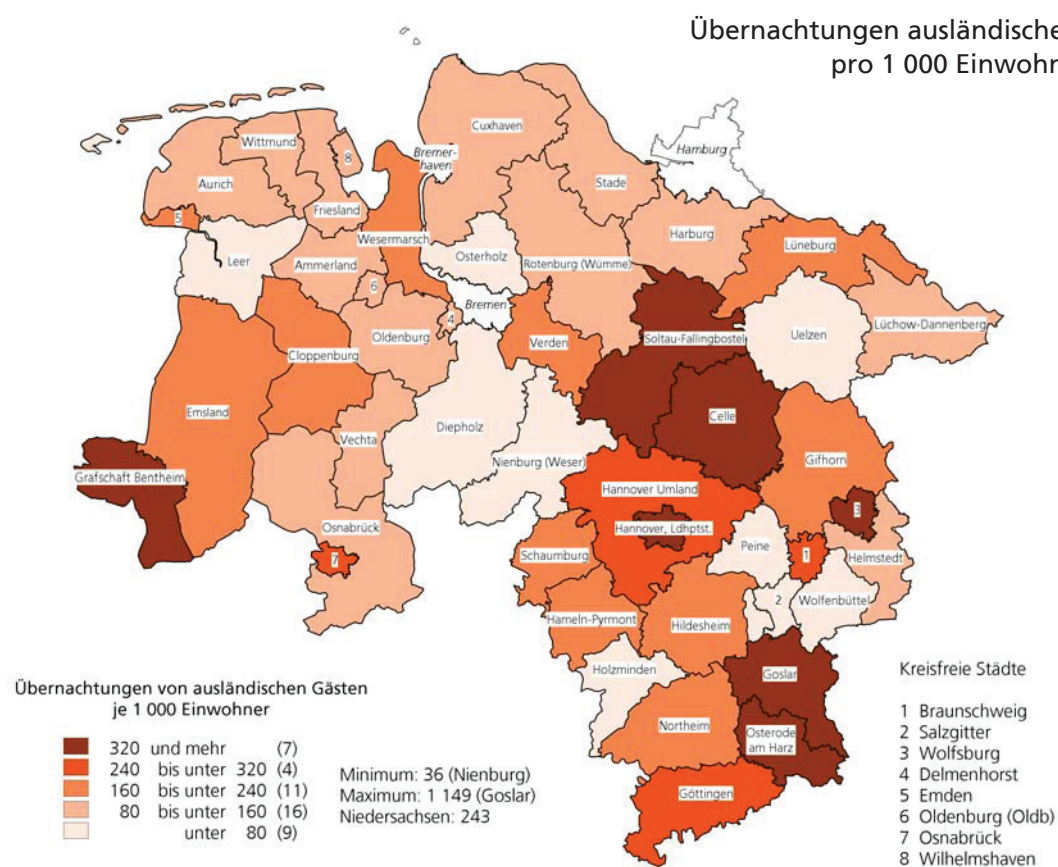 Übernachtungen ausländische
pro 1 000 Einwohn
Cuxhaven
Hamburg
Wittmund
Bremer-
haven
8
Aurich
Stade
Friesland
5
Wesermarsch
Harburg
Lüneburg
Leer
Osterholz
Ammerland
Rotenburg (Wümme)
6
Bremen
4
Lüchow-Dannenberg
Oldenburg
Uelzen
Soltau-Fallingbostel
Verden
Cloppenburg
Emsland
Celle
Diepholz
Vechta
Gifhorn
Nienburg (Weser)
Grafschaft Bentheim
Hannover Umland
3
Osnabrück
Hannover, Ldhptst.
Peine
7
Schaumburg
1
Helmstedt
2
Wolfenbüttel
Hameln-Pyrmont
Hildesheim
Holzminden
Goslar
Northeim
Osterode
am Harz
Göttingen
Übernachtungen von ausländischen Gästen
je 1 000 Einwohner
320 und mehr (7)
240 bis unter 320 (4)
160 bis unter 240 (11)
80 bis unter 160 (16)
unter 80 (9)
Minimum: 36 (Nienburg)
Maximum: 1 149 (Goslar)
Niedersachsen: 243
Kreisfreie Städte
1 Braunschweig
2 Salzgitter
3 Wolfsburg
4 Delmenhorst
5 Emden
6 Oldenburg (Oldb)
7 Osnabrück
8 Wilhelmshaven